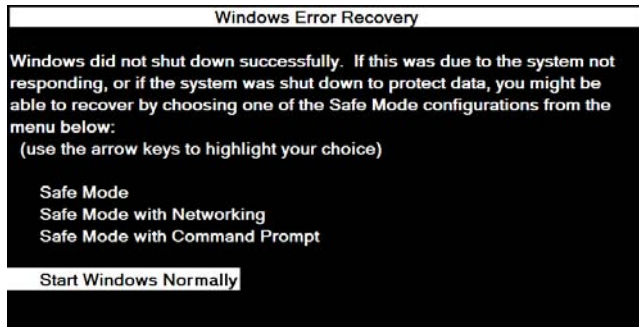 Windows Error Recovery
Windows did not shut down successfully. If this was due to the system not
responding, or if the system was shut down to protect data, you might be
able to recover by choosing one of the Safe Mode configurations from the
menu below:
(use the arrow keys to highlight your choice)
Safe Mode
Safe Mode with Networking
Safe Mode with Command Prompt
Start Windows Normally